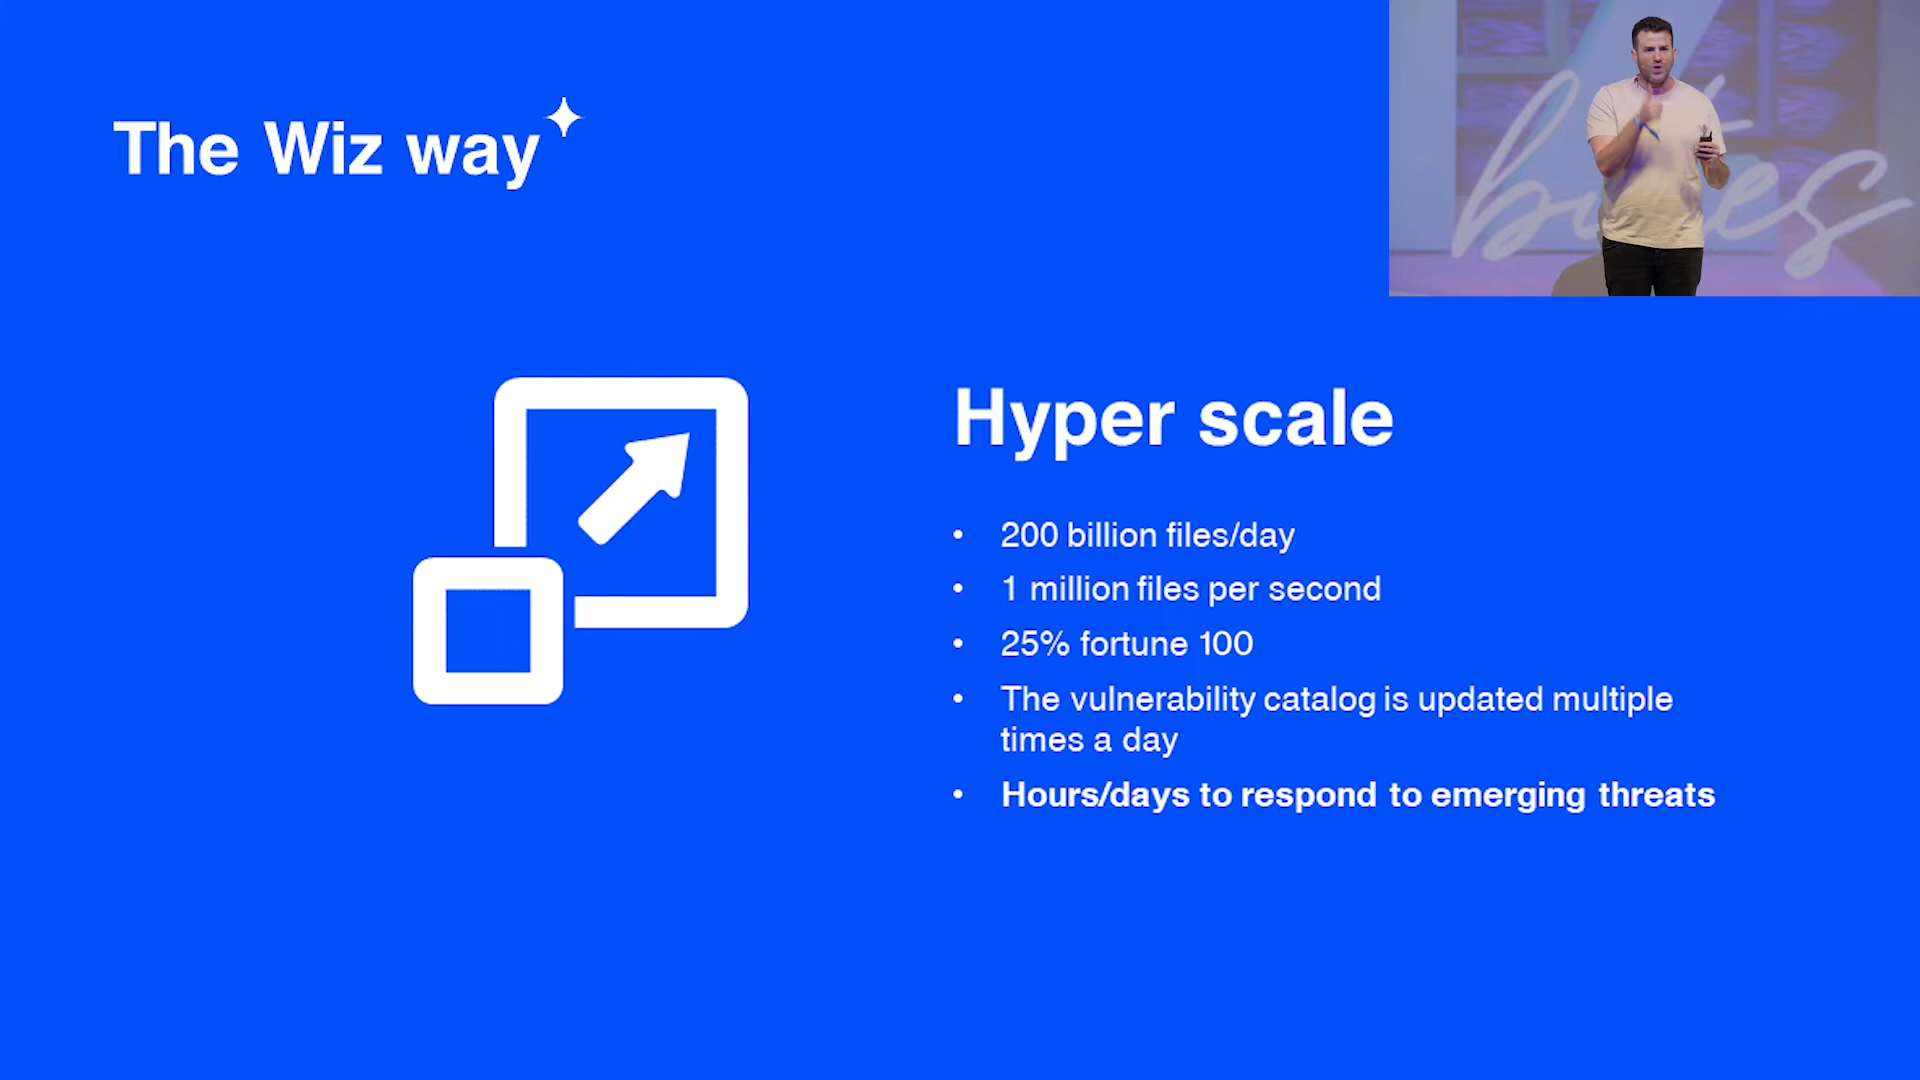 The Wiz way
Hyper scale
• 200 billion files/day
• 1 million files per second
• 25% fortune 100
• The vulnerability catalog is updated multiple
times a day
• Hours/days to respond to emerging threats